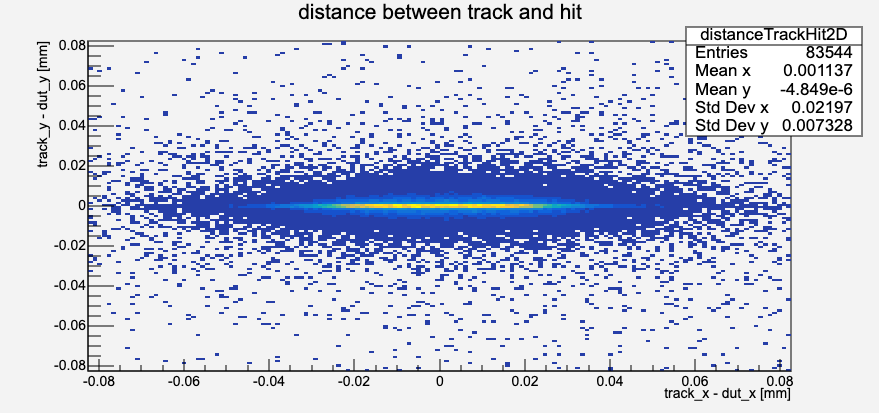 distance between track and hit
distanceTrackHit2D
Entries 83544
Mean x 0.001137
Mean y -4.849e-6
Std Dev x 0.02197
Std Dev y 0.007328
track_y - dut_y [mm]
0.08
0.06
0.04
0.02
0
-0.02
-0.04
-0.06
-0.08
-0.08 -0.06 -0.04 -0.02 0 0.02 0.04 0.06 0.08
track_x - dut_x [mm]